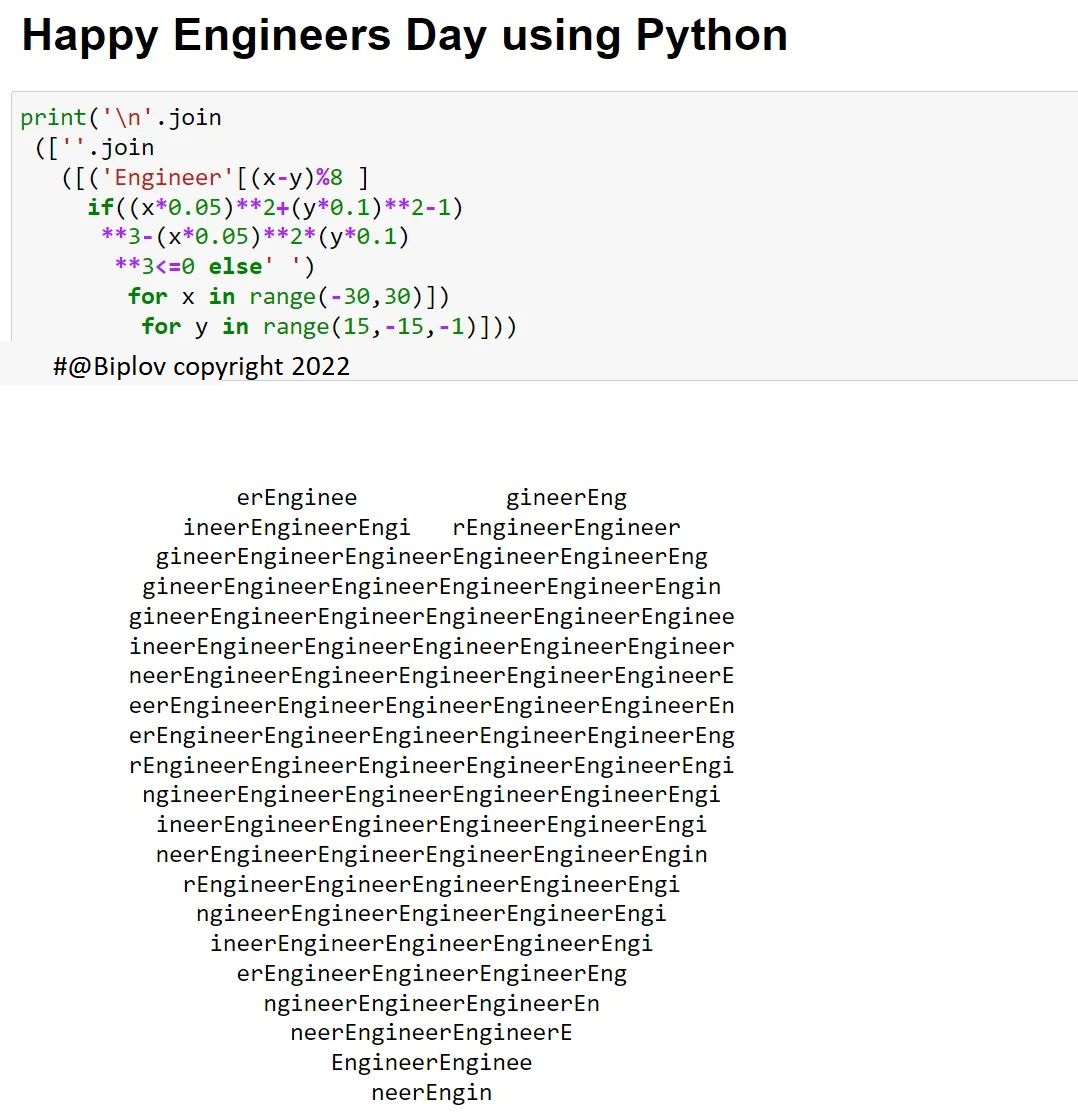 Happy Engineers Day using Python
print('\n'.join
([''.join
([('Engineer'[(x-y)%8 ]
if((x*0.05)**2+(y*0.1)**2-1)
**3-(x*0.05)**2*(y*0.1)
**3<=0 else' ')
for x in range(-30,30)])
for y in range(15,-15,-1)]))
#@Biplov copyright 2022
erEnginee gineerEng
ineerEngineerEngi rEngineerEngineer
gineerEngineerEngineerEngineerEngineerEng
gineerEngineerEngineerEngineerEngineerEngin
gineerEngineerEngineerEngineerEngineerEnginee
ineerEngineerEngineerEngineerEngineerEngineer
neerEngineerEngineerEngineerEngineerEngineerE
eerEngineerEngineerEngineerEngineerEngineerEn
erEngineerEngineerEngineerEngineerEngineerEng
rEngineerEngineerEngineerEngineerEngineerEngi
ngineerEngineerEngineerEngineerEngineerEngi
ineerEngineerEngineerEngineerEngineerEngi
neerEngineerEngineerEngineerEngineerEngin
rEngineerEngineerEngineerEngineerEngi
ngineerEngineerEngineerEngineerEngi
ineerEngineerEngineerEngineerEngi
erEngineerEngineerEngineerEng
ngineerEngineerEngineerEn
neerEngineerEngineerE
EngineerEnginee
neerEngin